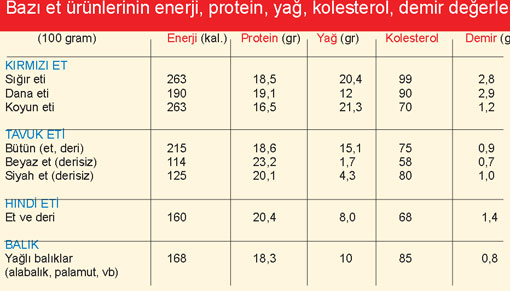 Bazı et ürünlerinin enerji, protein, yağ, kolesterol, demir değerle
(100 gram) Enerji (kal.) Protein (gr) Yağ (gr) Kolesterol Demir (g
KIRMIZI ET
Sığır eti 263 18,5 20,4 99 2,8
Dana eti 190 19,1 12 90 2,9
Koyun eti 263 16,5 21,3 70 1,2
TAVUK ETİ
Bütün (et, deri) 215 18,6 15,1 75 0,9
Beyaz et (derisiz) 114 23,2 1,7 58 0,7
Siyah et (derisiz) 125 20,1 4,3 80 1,0
HİNDİ ETİ
Et ve deri 160 20,4 8,0 68 1,4
BALIK
Yağlı balıklar 168 18,3 10 85 0,8
(alabalık, palamut, vb)